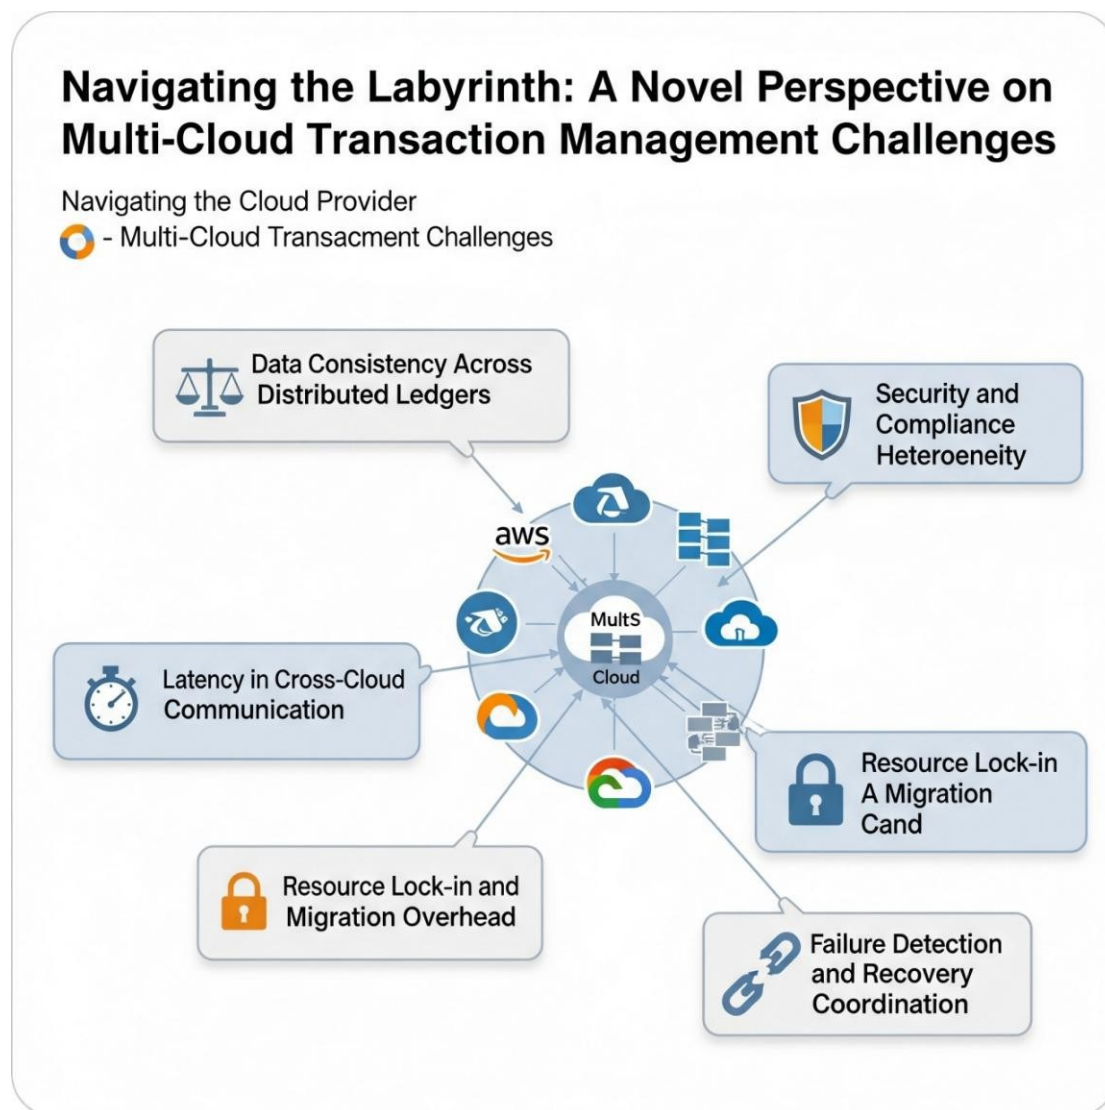 Navigating the Labyrinth: A Novel Perspective on
Multi-Cloud Transaction Management Challenges
Navigating the Cloud Provider
- Multi-Cloud Transacment Challenges
Data Consistency Across
Distributed Ledgers
Security and
Compliance
Heteroeneity
aws
MultS
Cloud
Latency in Cross-Cloud
Communication
Resource Lock-in
A Migration
Cand
Resource Lock-in and
Migration Overhead
Failure Detection
and Recovery
Coordination